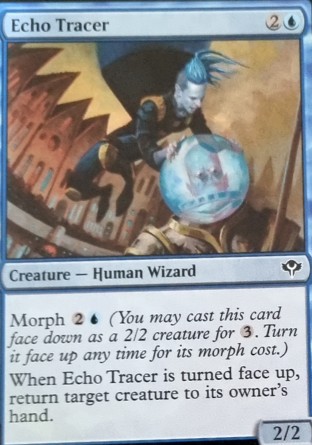 Echo Tracer 2
Creature — Human Wizard
Morph 2 (You may cast this card
face down as a 2/2 creature for 3. Turn
it face up any time for its morph cost.)
When Echo Tracer is turned face up,
return target creature to its owner's
hand.
2/2